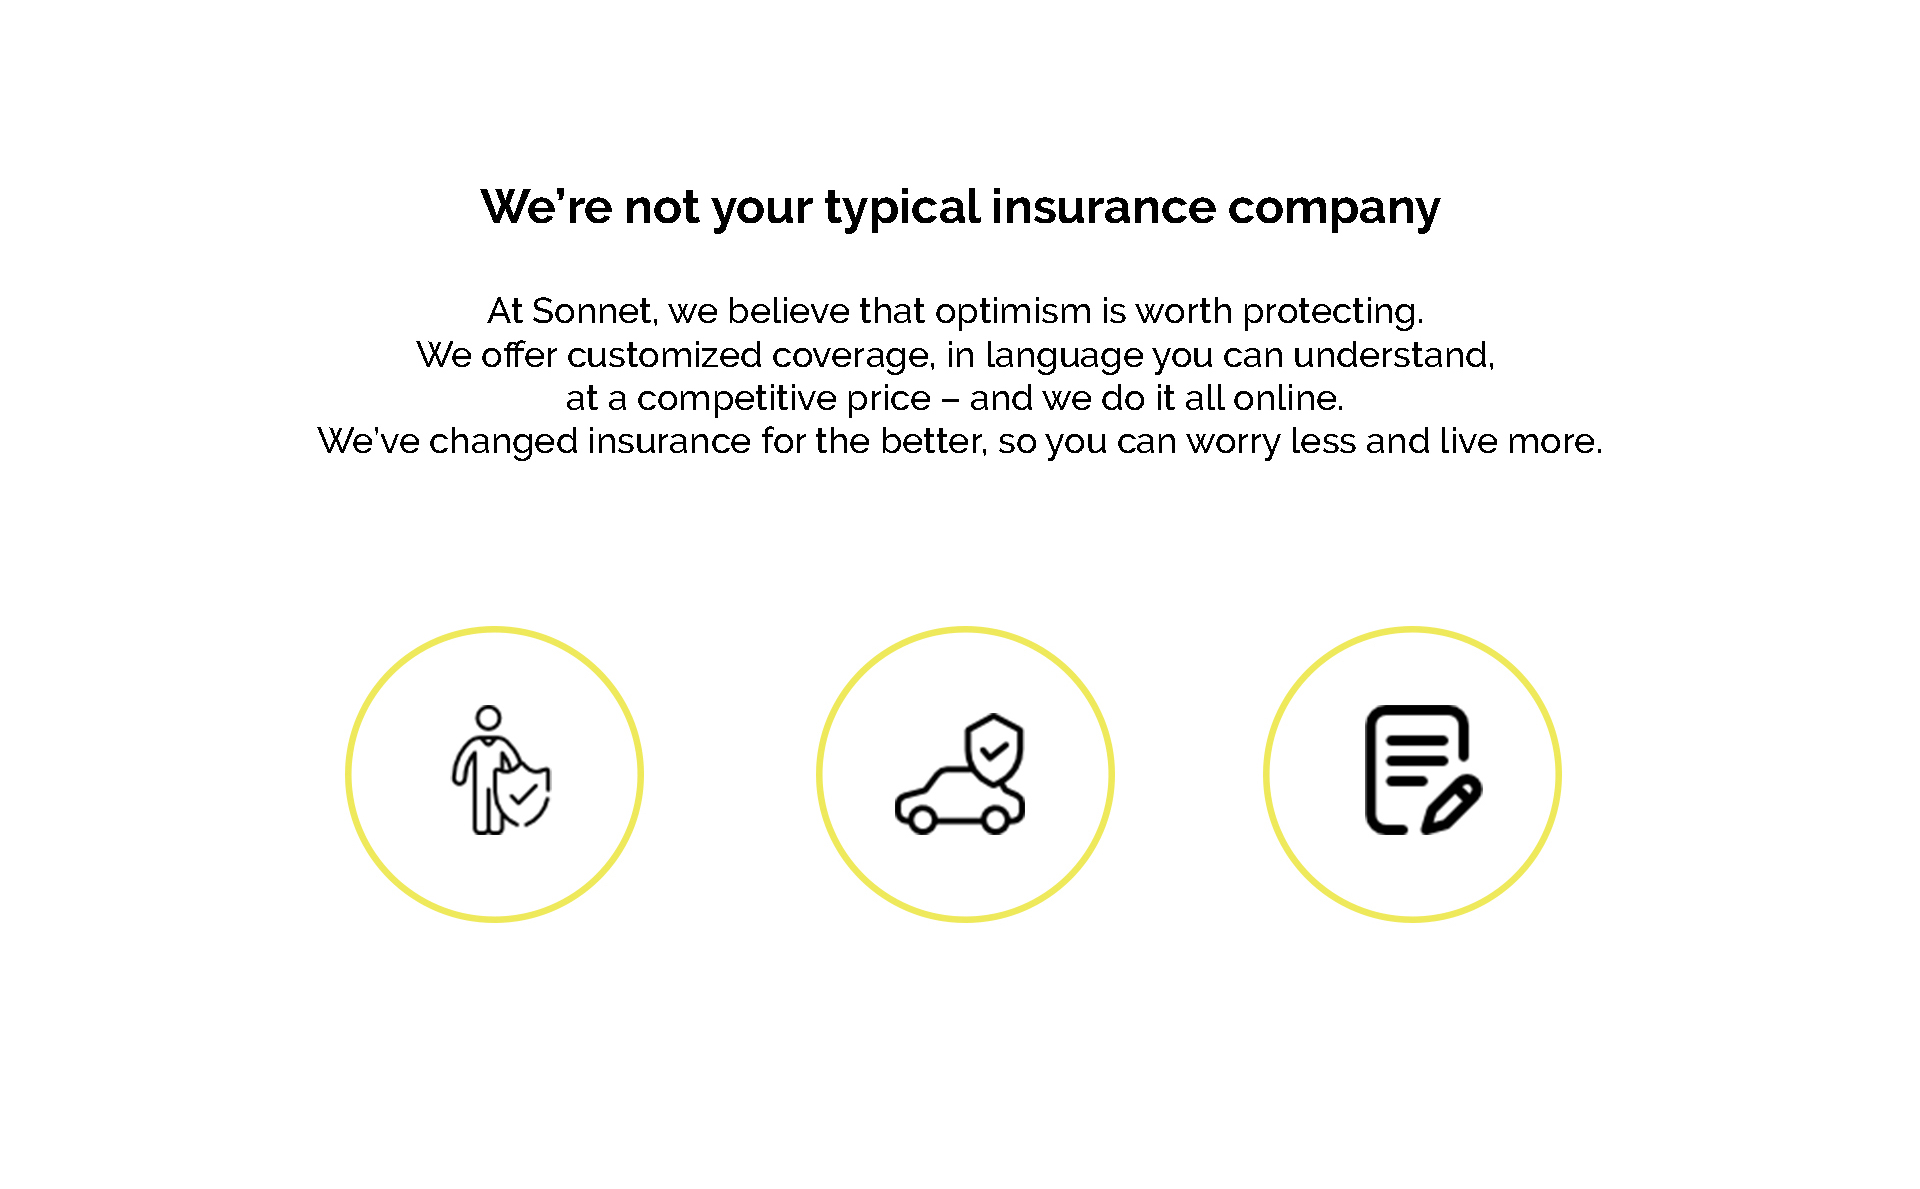 We’re not your typical insurance company
At Sonnet, we believe that optimism is worth protecting.
We offer customized coverage, in language you can understand,
at a competitive price – and we do it all online.
We’ve changed insurance for the better, so you can worry less and live more.